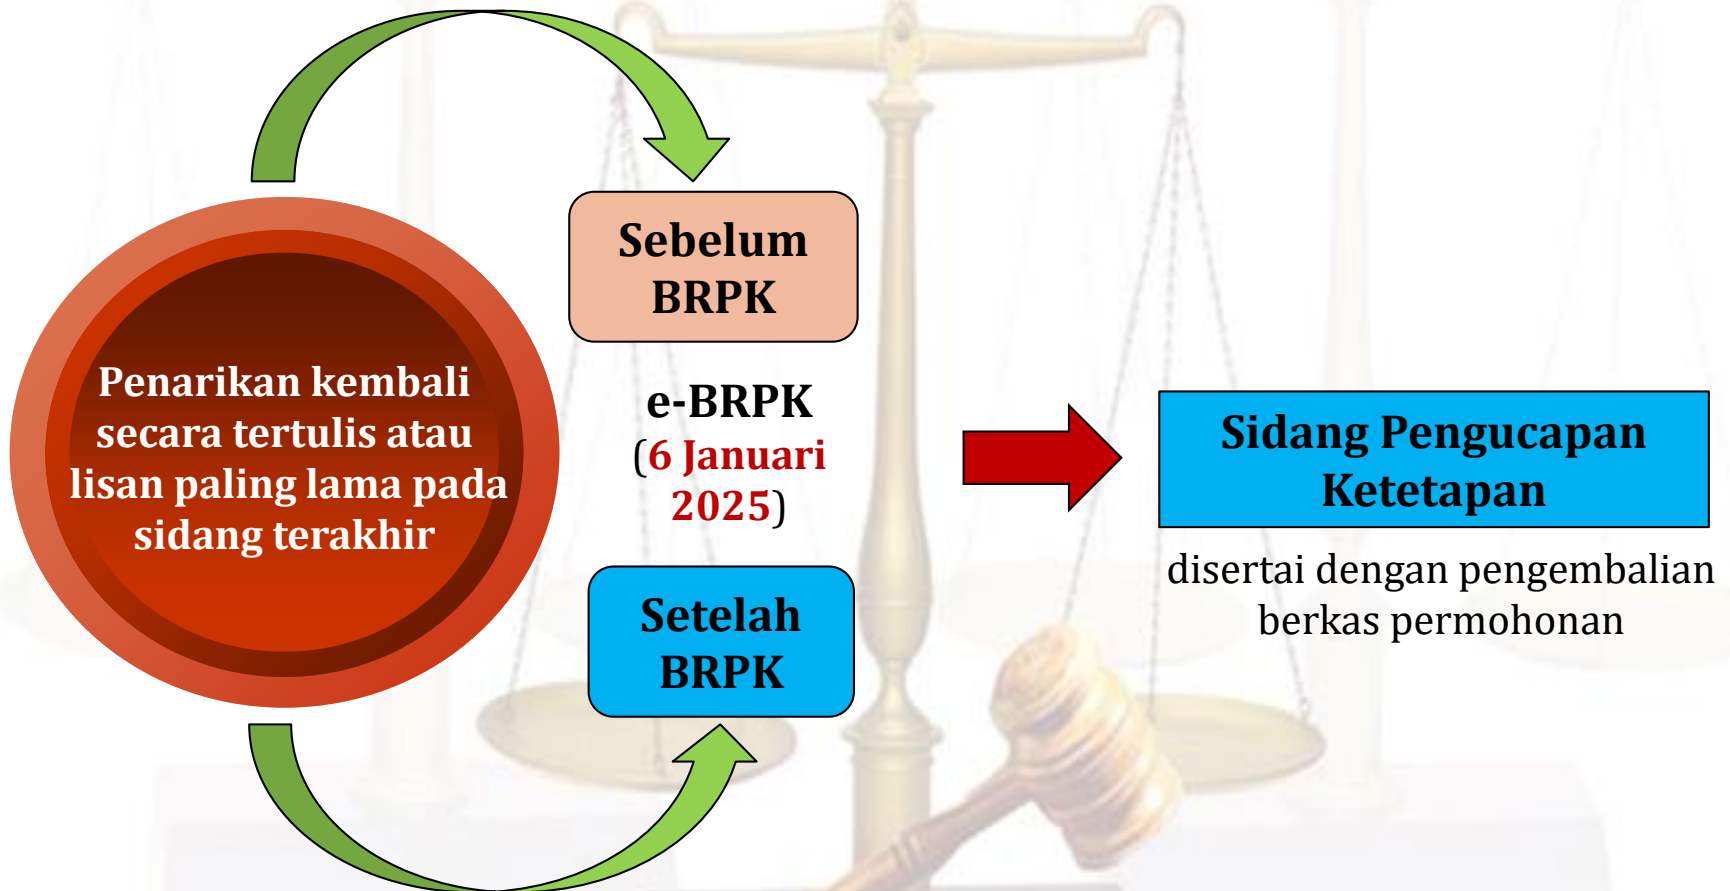 Penarikan kembali
secara tertulis atau
lisan paling lama pada
sidang terakhir
Sebelum
BRPK
e-BRPK
(6 Januari
2025)
Setelah
BRPK
Sidang Pengucapan
Ketetapan
disertai dengan pengembalian
berkas permohonan